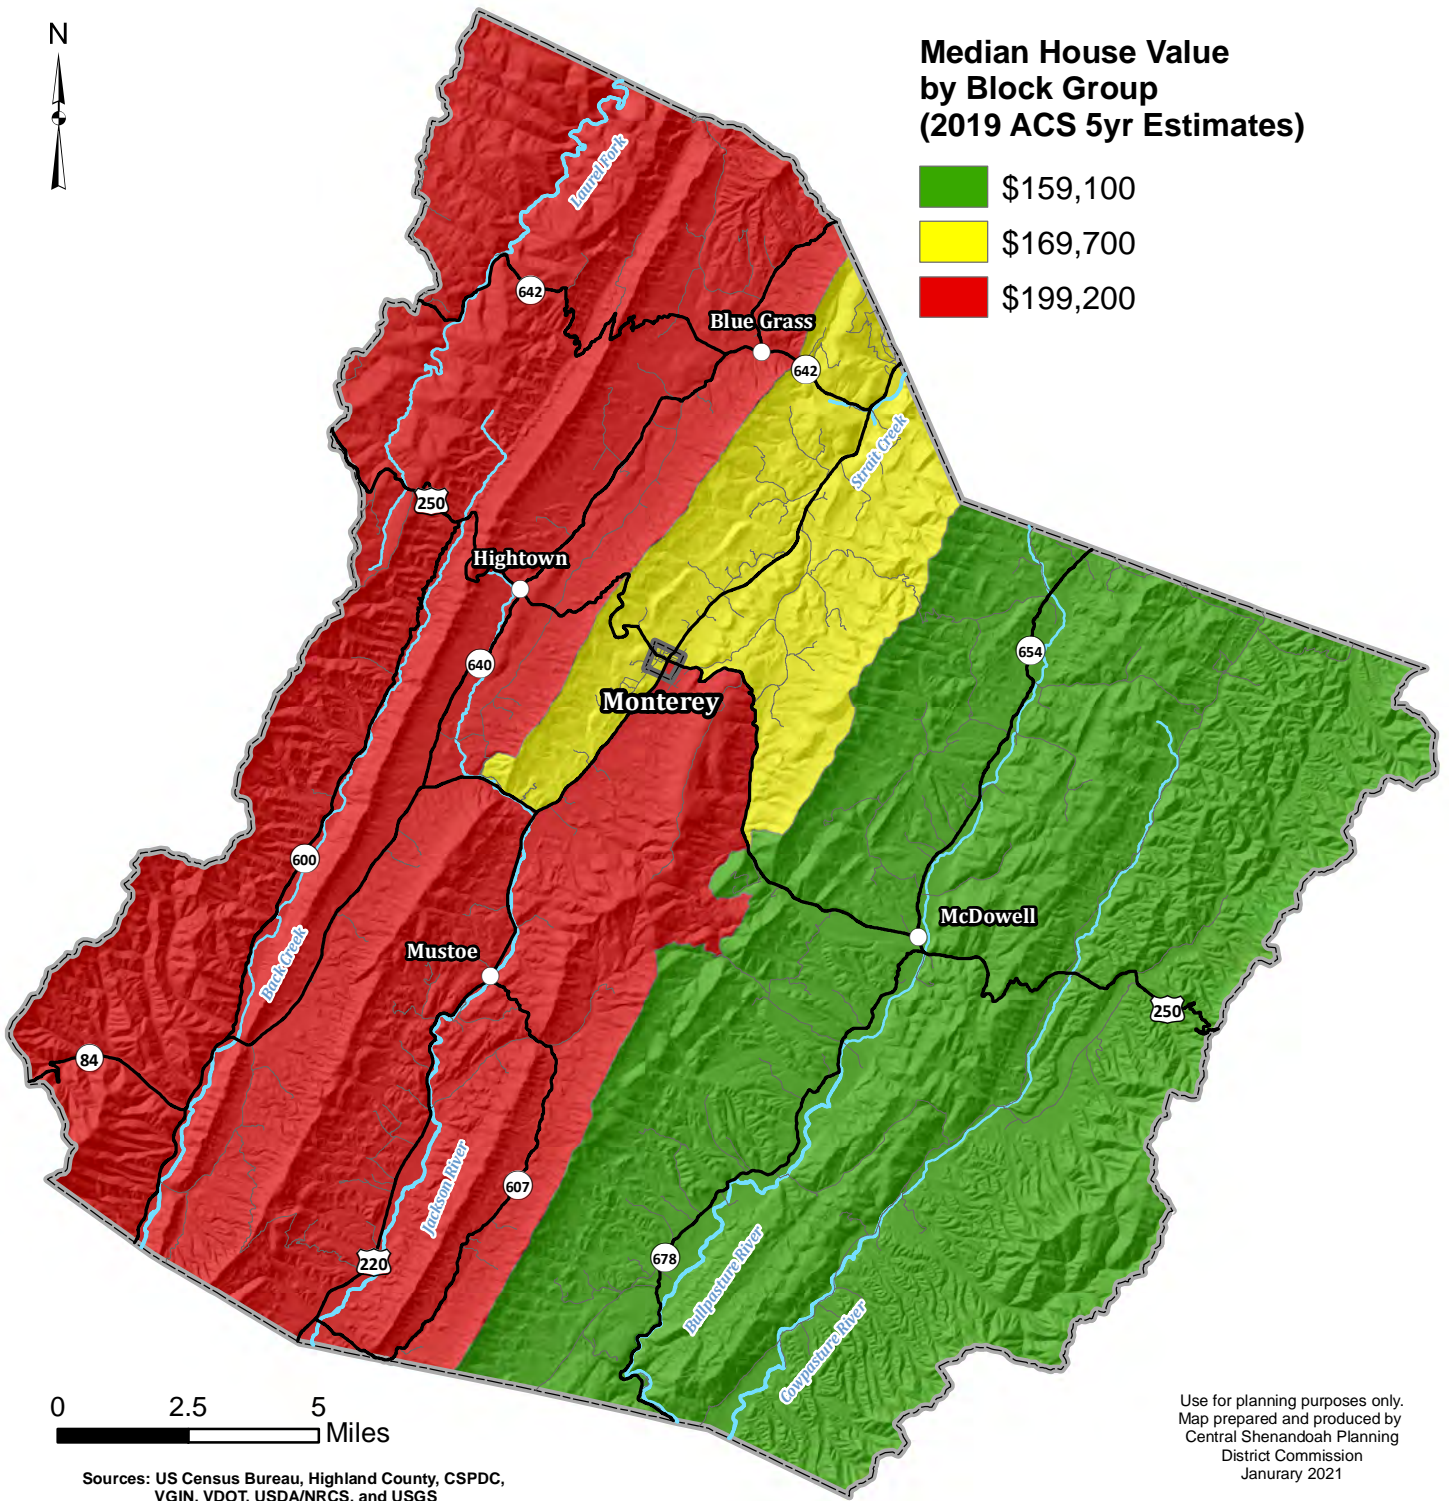 N
Median House Value
by Block Group
(2019 ACS 5yr Estimates)
$159,100
$169,700
$199,200
Laurel Fork
642
Blue Grass
642
Strait Creek
250
Hightown
640
654
Monterey
600
McDowell
Mustoe
Back Creek
250
84
Jackson River
607
220
678
Bullpasture River
Cowpasture River
0 2.5 5
Miles
Sources: US Census Bureau, Highland County, CSPDC,
VGIN, VDOT, USDA/NRCS, and USGS
Use for planning purposes only.
Map prepared and produced by
Central Shenandoah Planning
District Commission
Janurary 2021